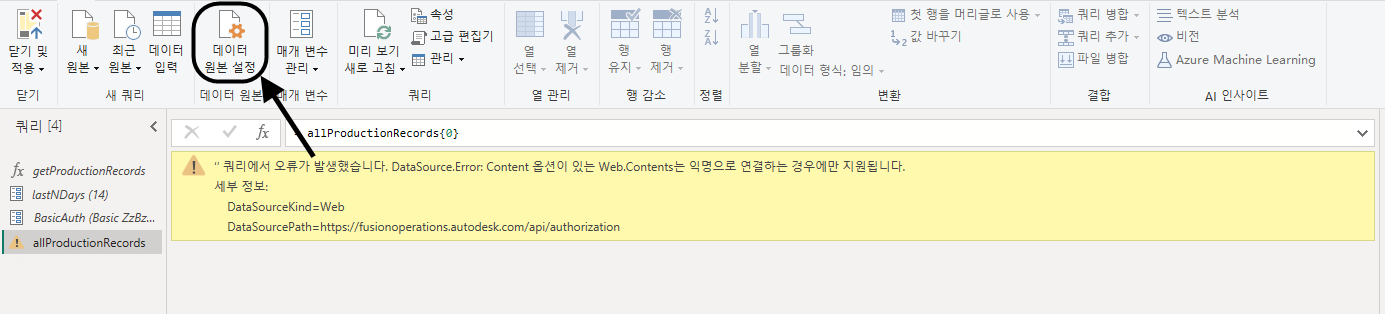 닫기 및
적용
새
원본
최근
원본
데이터
입력
데이터
원본 설정
매개 변수
관리
미리 보기
새로 고침
속성
고급 편집기
관리
열
선택
열
제거
행
유지
행
제거
열
분할
그룹화
첫 행을 머리글로 사용
값 바꾸기
데이터 형식: 임의
쿼리 병합
쿼리 추가
파일 병합
텍스트 분석
비전
Azure Machine Learning
닫기
새 쿼리
데이터 원본
매개 변수
쿼리
열 관리
행 감소
정렬
변환
결합
AI 인사이트
쿼리 [4]
fx
= allProductionRecords{0}
fx getProductionRecords
lastNDays (14)
BasicAuth (Basic ZzBz...
allProductionRecords
‘’ 쿼리에서 오류가 발생했습니다. DataSource.Error: Content 옵션이 있는 Web.Contents는 익명으로 연결하는 경우에만 지원됩니다.
세부 정보:
DataSourceKind=Web
DataSourcePath=https://fusionoperations.autodesk.com/api/authorization